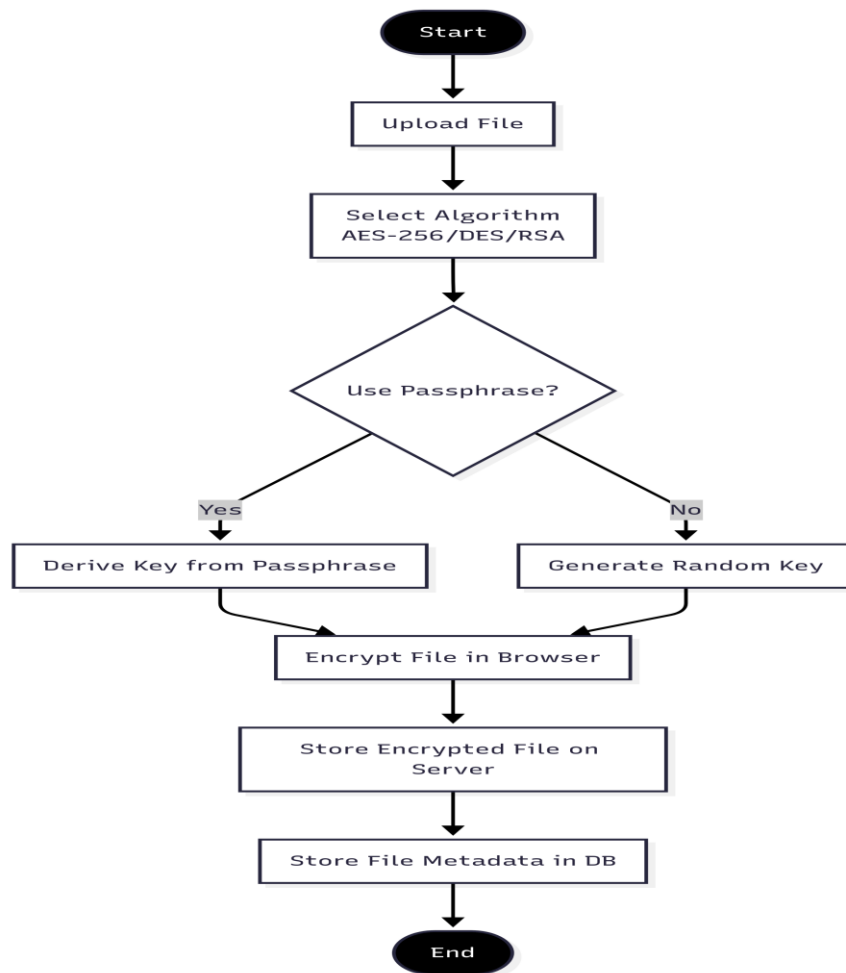 Start
Upload File
Select Algorithm
AES-256/DES/RSA
Use Passphrase?
Yes
No
Derive Key from Passphrase
Generate Random Key
Encrypt File in Browser
Store Encrypted File on
Server
Store File Metadata in DB
End